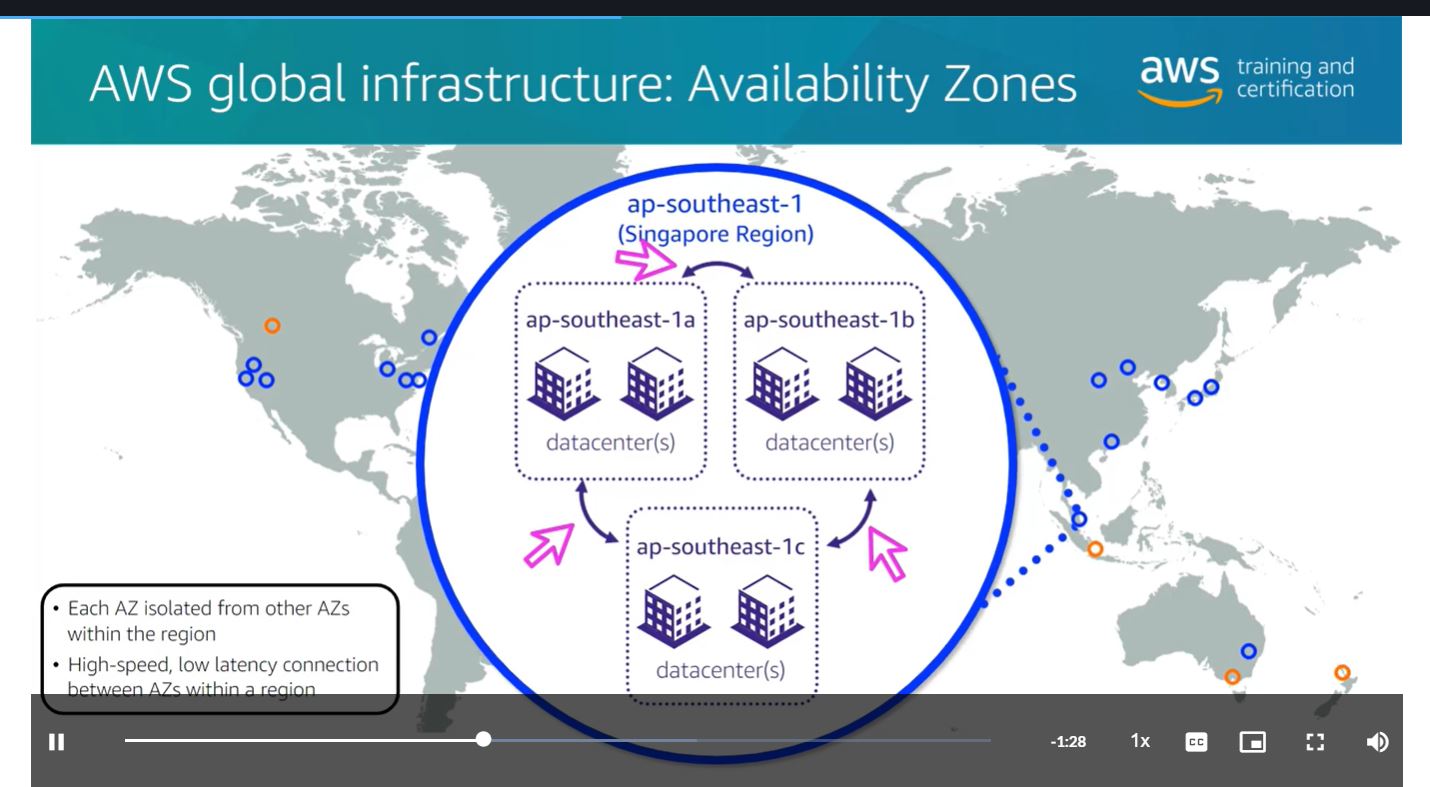 AWS global infrastructure: Availability Zones
aws
training and
certification
ap-southeast-1
(Singapore Region)
ap-southeast-1a
ap-southeast-1b
datacenter(s)
datacenter(s)
ap-southeast-1c
datacenter(s)
• Each AZ isolated from other AZs
within the region
• High-speed, low latency connection
between AZs within a region
-1:28
1x
CC